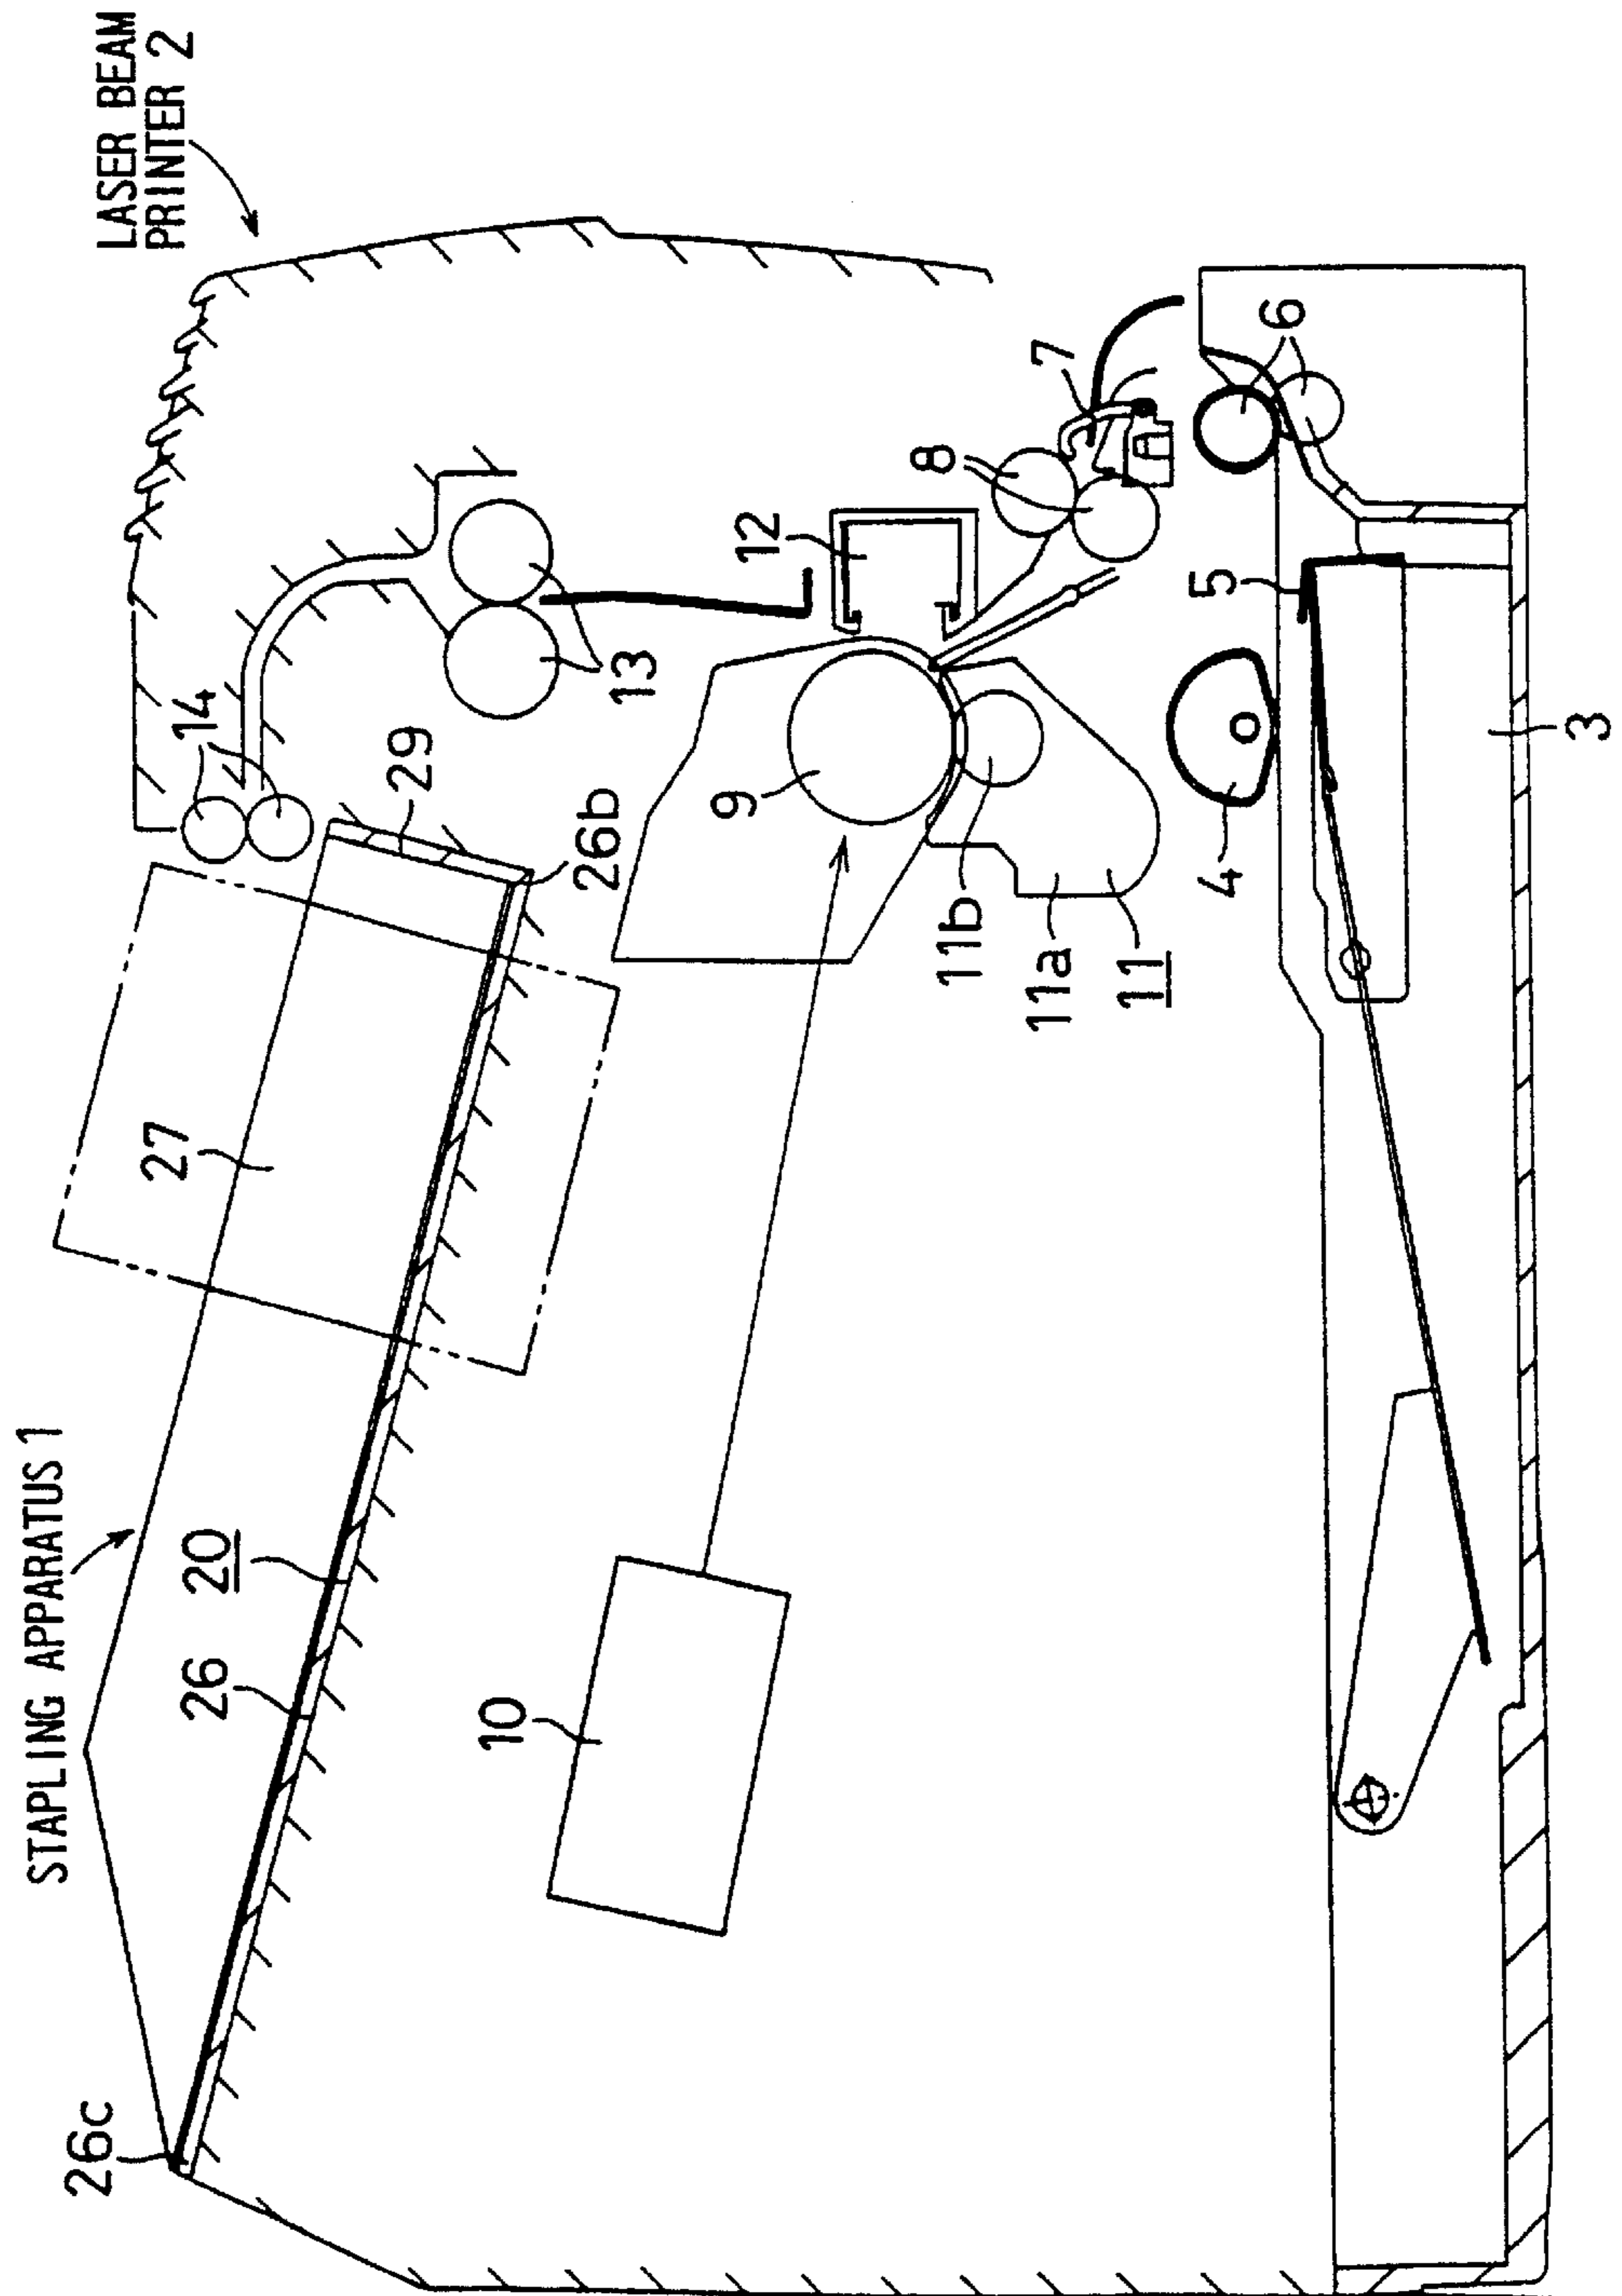 LASER BEAM
PRINTER 2
STAPLING APPARATUS 1
26c
26
20
27
14
29
26b
13
10
9
12
8
7
6
11b
11a
11
4
5
3